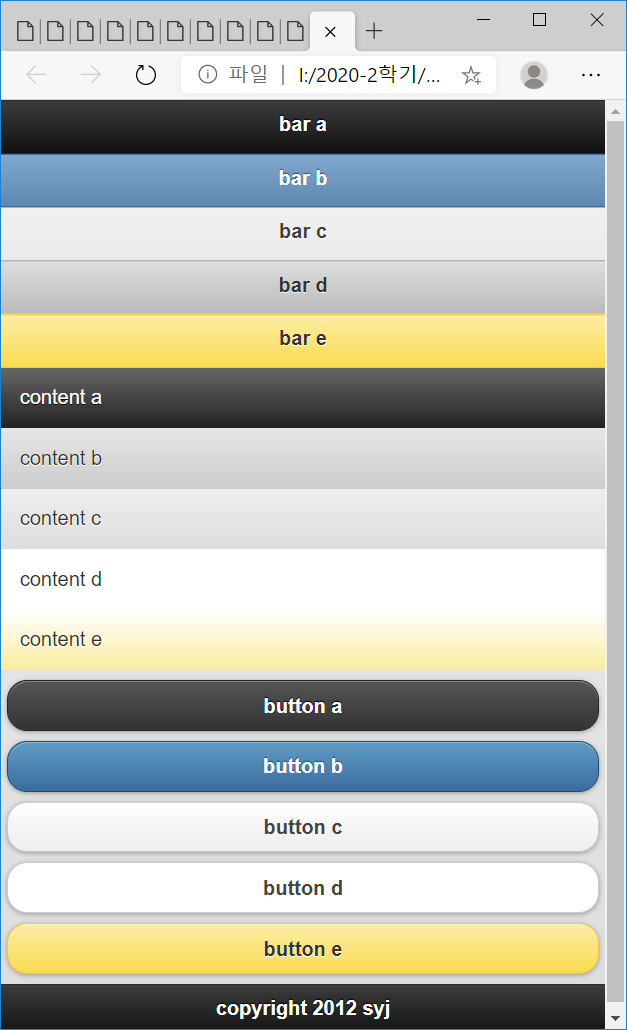 파일 | I:/2020-2학기/...
bar a
bar b
bar c
bar d
bar e
content a
content b
content c
content d
content e
button a
button b
button c
button d
button e
copyright 2012 syj